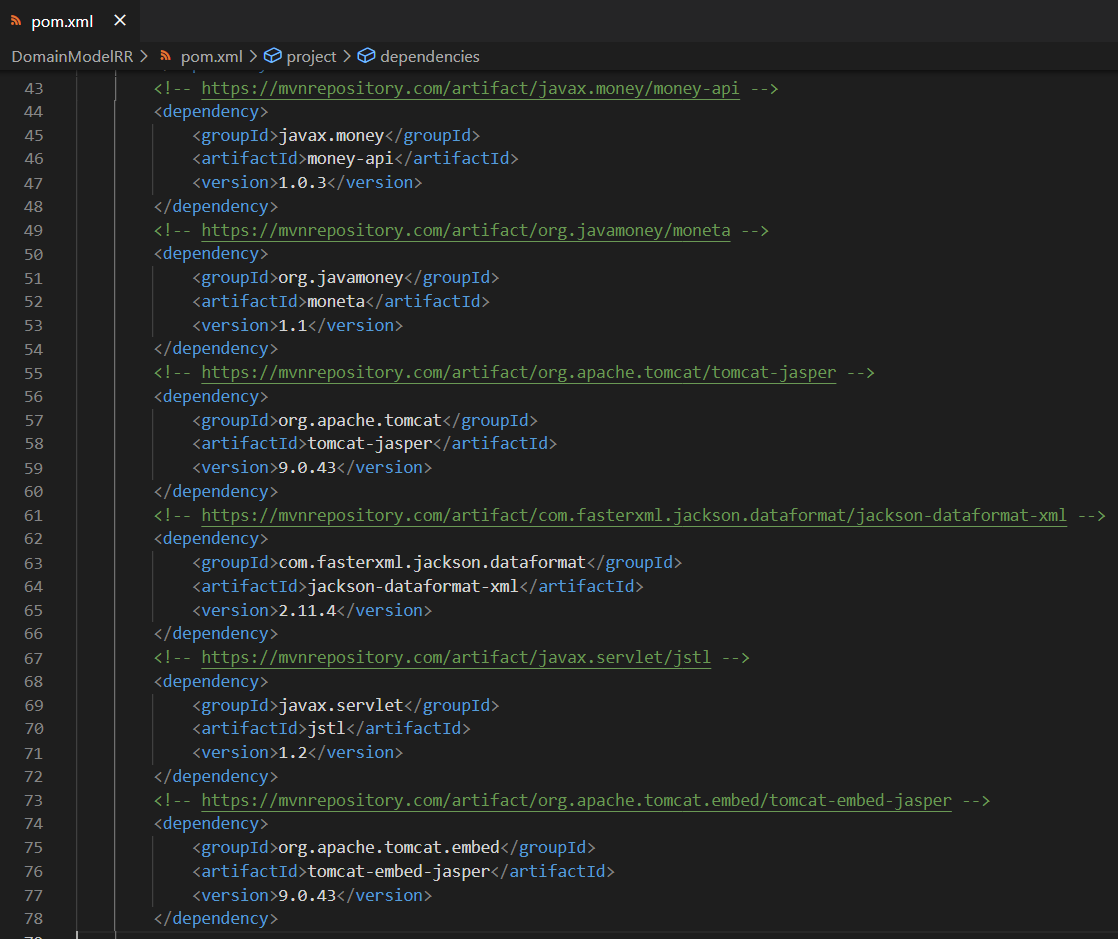 pom.xml
DomainModelRR > pom.xml > project > dependencies
43 <!-- https://mvnrepository.com/artifact/javax.money/money-api -->
44 <dependency>
45 <groupId>javax.money</groupId>
46 <artifactId>money-api</artifactId>
47 <version>1.0.3</version>
48 </dependency>
49 <!-- https://mvnrepository.com/artifact/org.javamoney/moneta -->
50 <dependency>
51 <groupId>org.javamoney</groupId>
52 <artifactId>moneta</artifactId>
53 <version>1.1</version>
54 </dependency>
55 <!-- https://mvnrepository.com/artifact/org.apache.tomcat/tomcat-jasper -->
56 <dependency>
57 <groupId>org.apache.tomcat</groupId>
58 <artifactId>tomcat-jasper</artifactId>
59 <version>9.0.43</version>
60 </dependency>
61 <!-- https://mvnrepository.com/artifact/com.fasterxml.jackson.dataformat/jackson-dataformat-xml -->
62 <dependency>
63 <groupId>com.fasterxml.jackson.dataformat</groupId>
64 <artifactId>jackson-dataformat-xml</artifactId>
65 <version>2.11.4</version>
66 </dependency>
67 <!-- https://mvnrepository.com/artifact/javax.servlet/jstl -->
68 <dependency>
69 <groupId>javax.servlet</groupId>
70 <artifactId>jstl</artifactId>
71 <version>1.2</version>
72 </dependency>
73 <!-- https://mvnrepository.com/artifact/org.apache.tomcat.embed/tomcat-embed-jasper -->
74 <dependency>
75 <groupId>org.apache.tomcat.embed</groupId>
76 <artifactId>tomcat-embed-jasper</artifactId>
77 <version>9.0.43</version>
78 </dependency>